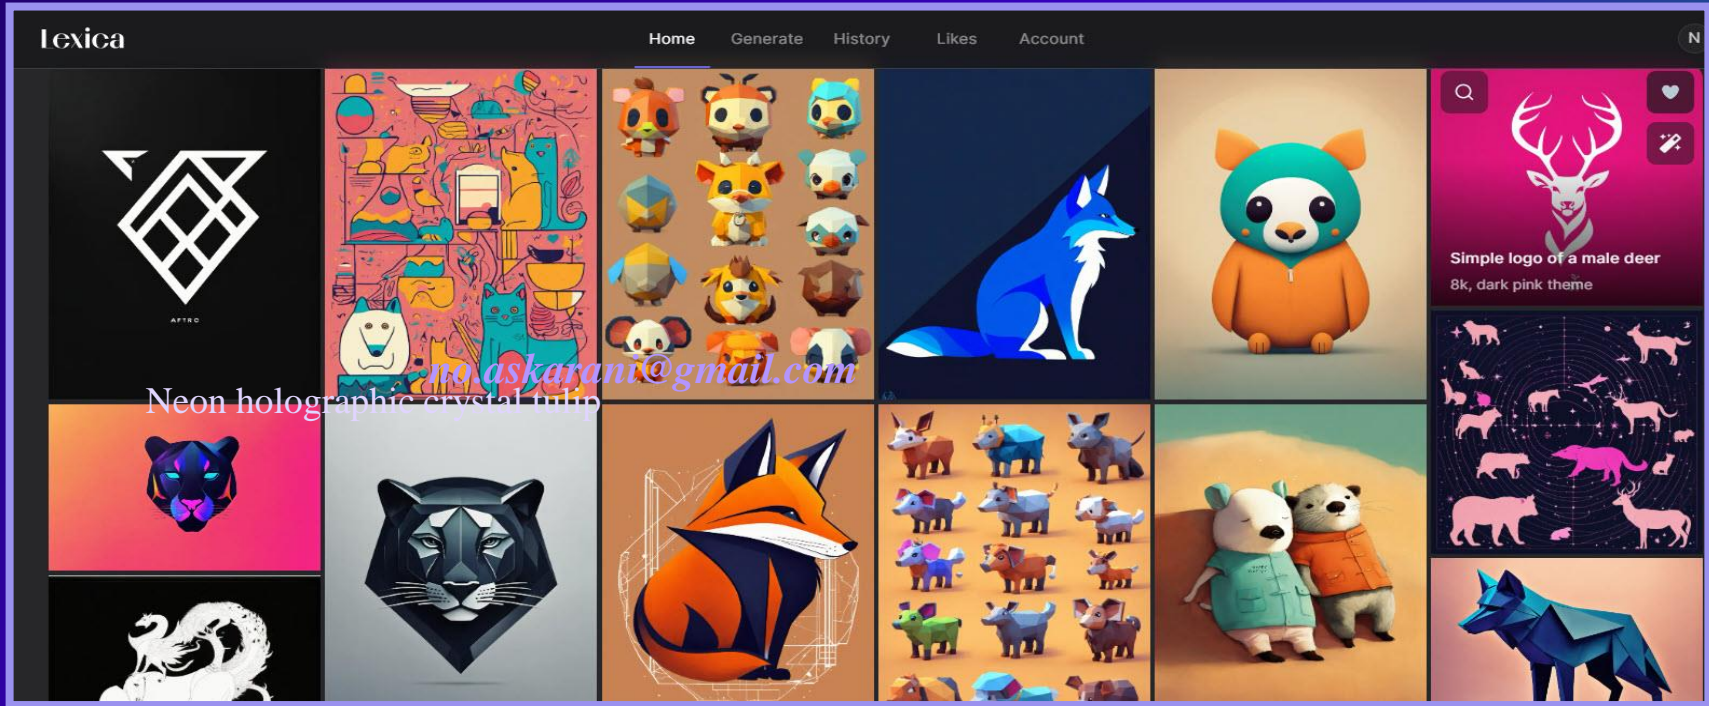 Lexica
Home Generate History Likes Account N
AFTRO
Simple logo of a male deer
8k, dark pink theme
no.askarani@gmail.com
Neon holographic crystal tulip